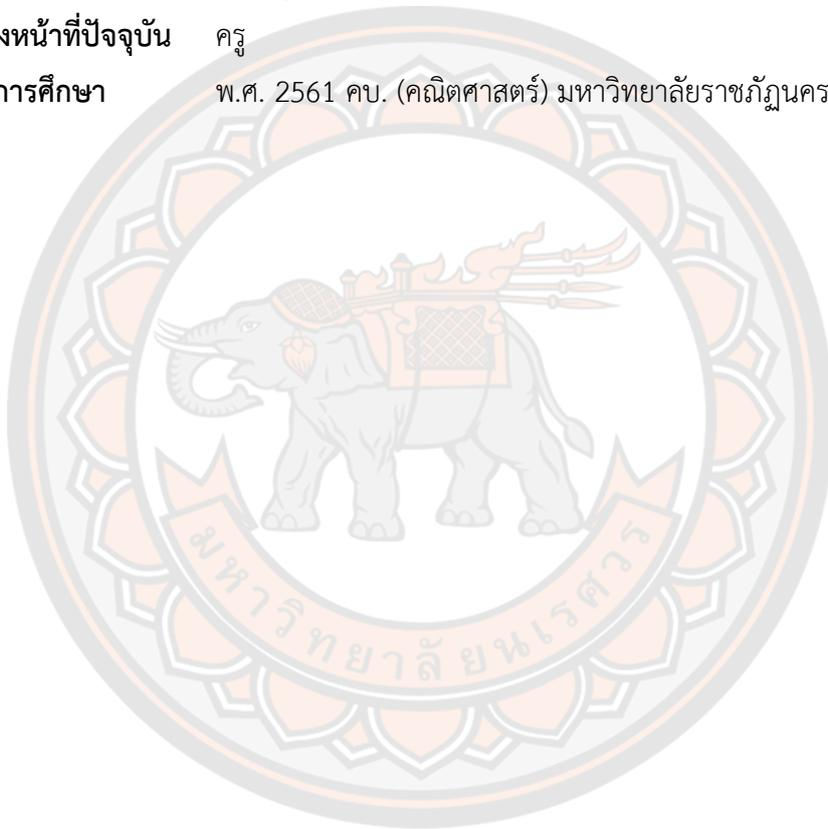 งหน้าที่ปัจจุบัน ครู
การศึกษา พ.ศ. 2561 คบ. (คณิตศาสตร์) มหาวิทยาลัยราชภัฏนคร
มหาวิทยาลัยนเรศวร